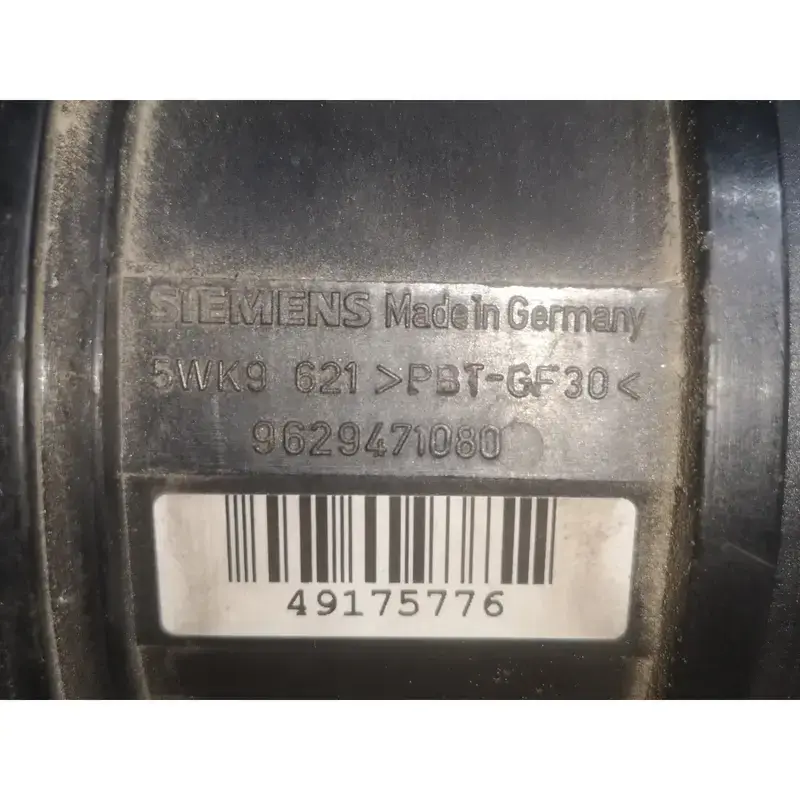 SIEMENS Made in Germany
5WK9 621 >PBT-GF30<
9629471080
49175776